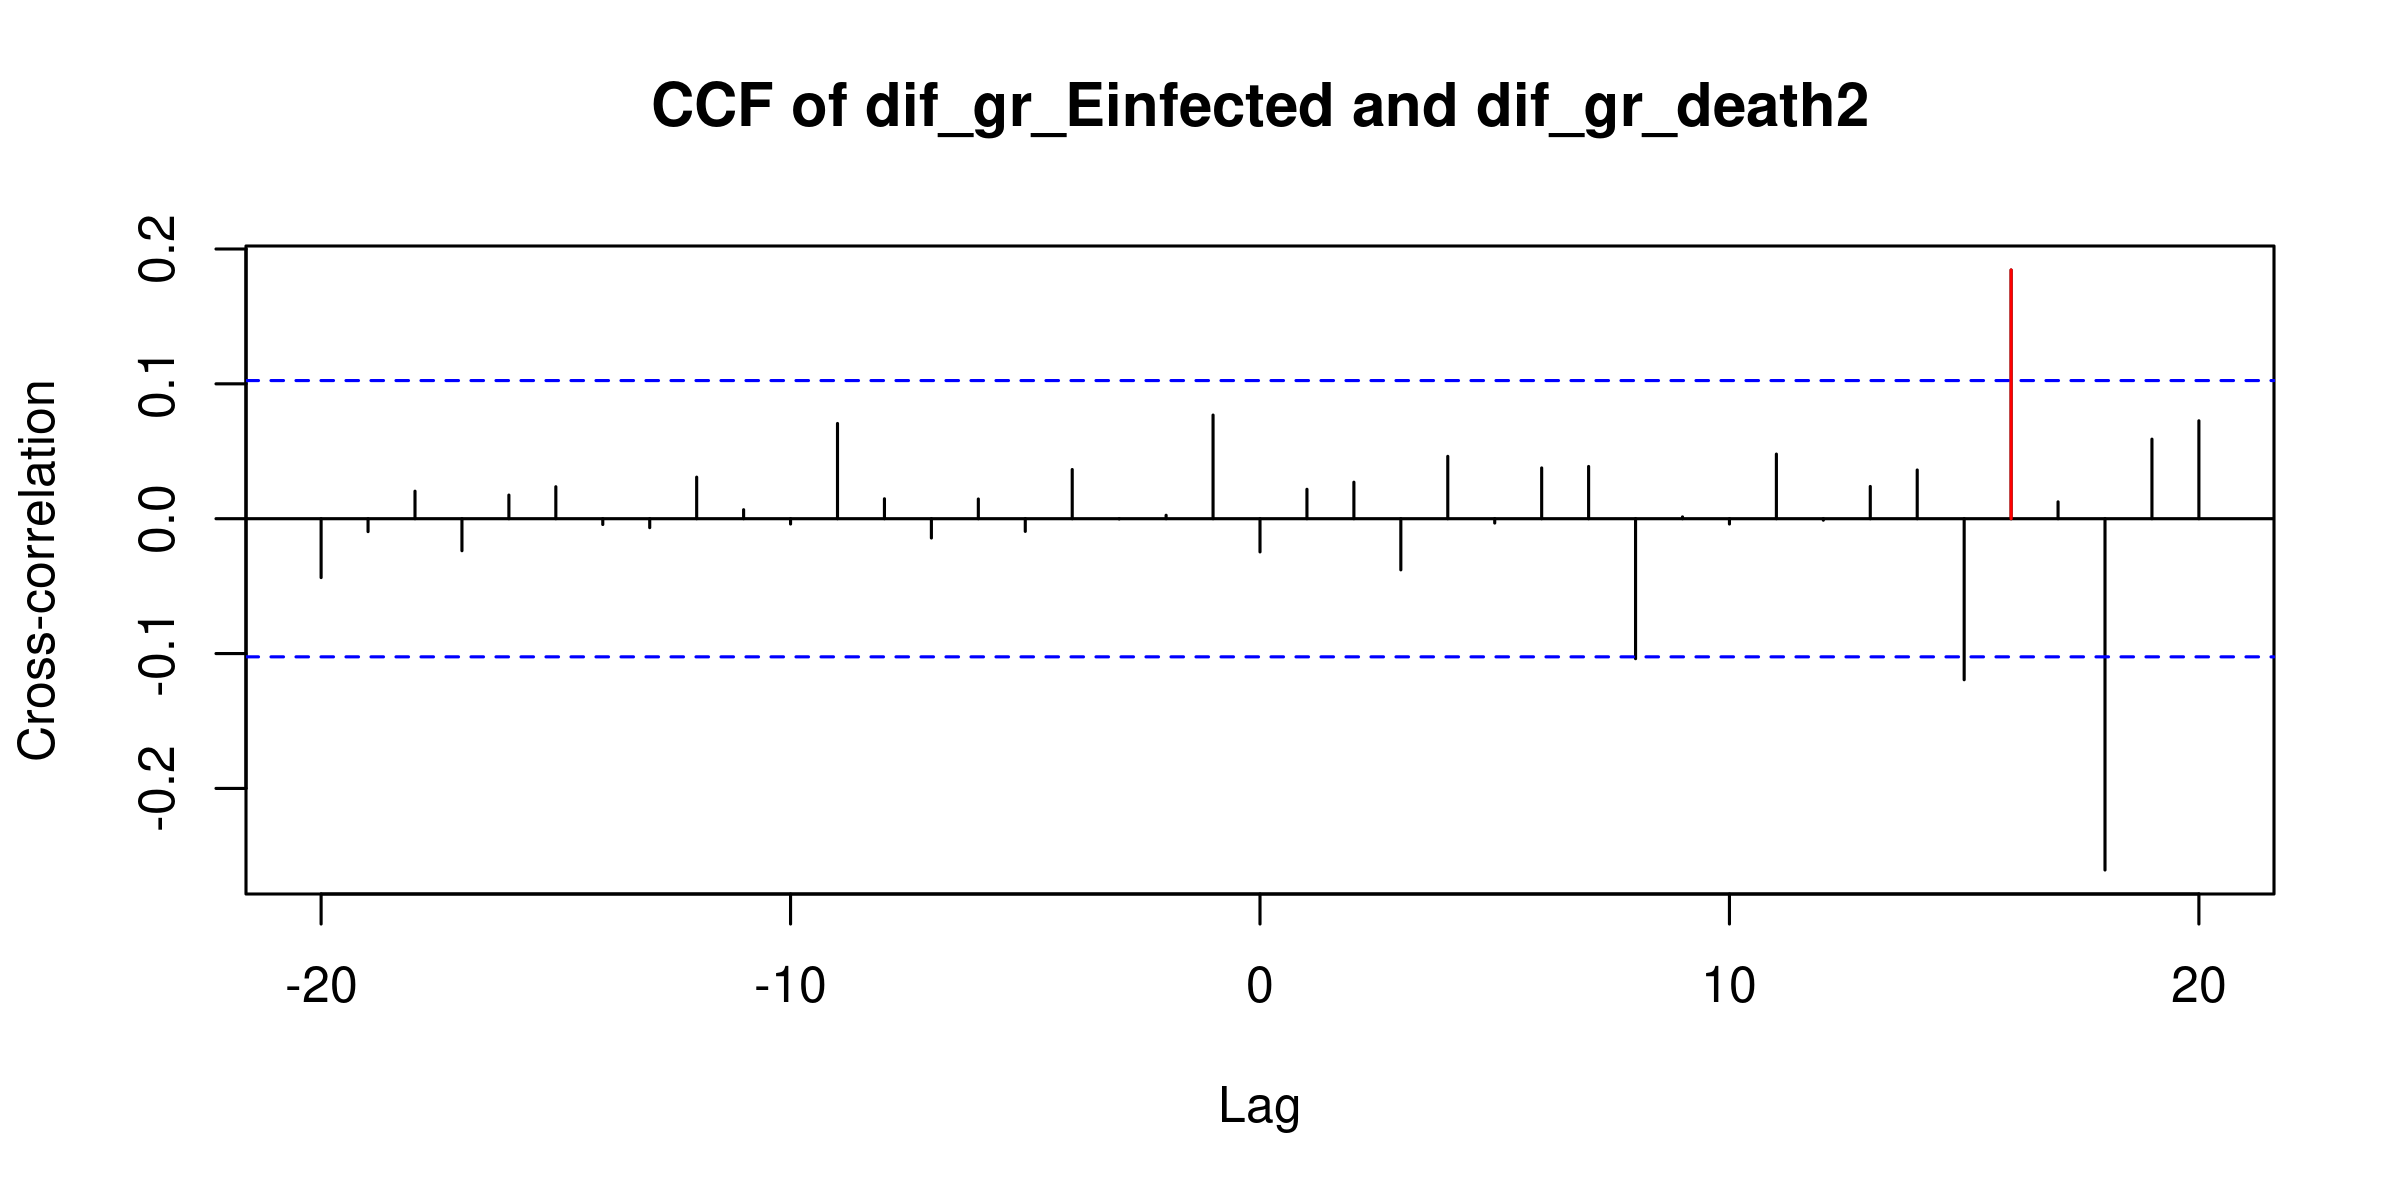 CCF of dif_gr_Einfected and dif_gr_death2
Cross-correlation
0.2
0.1
0.0
-0.1
-0.2
-20 -10 0 10 20
Lag